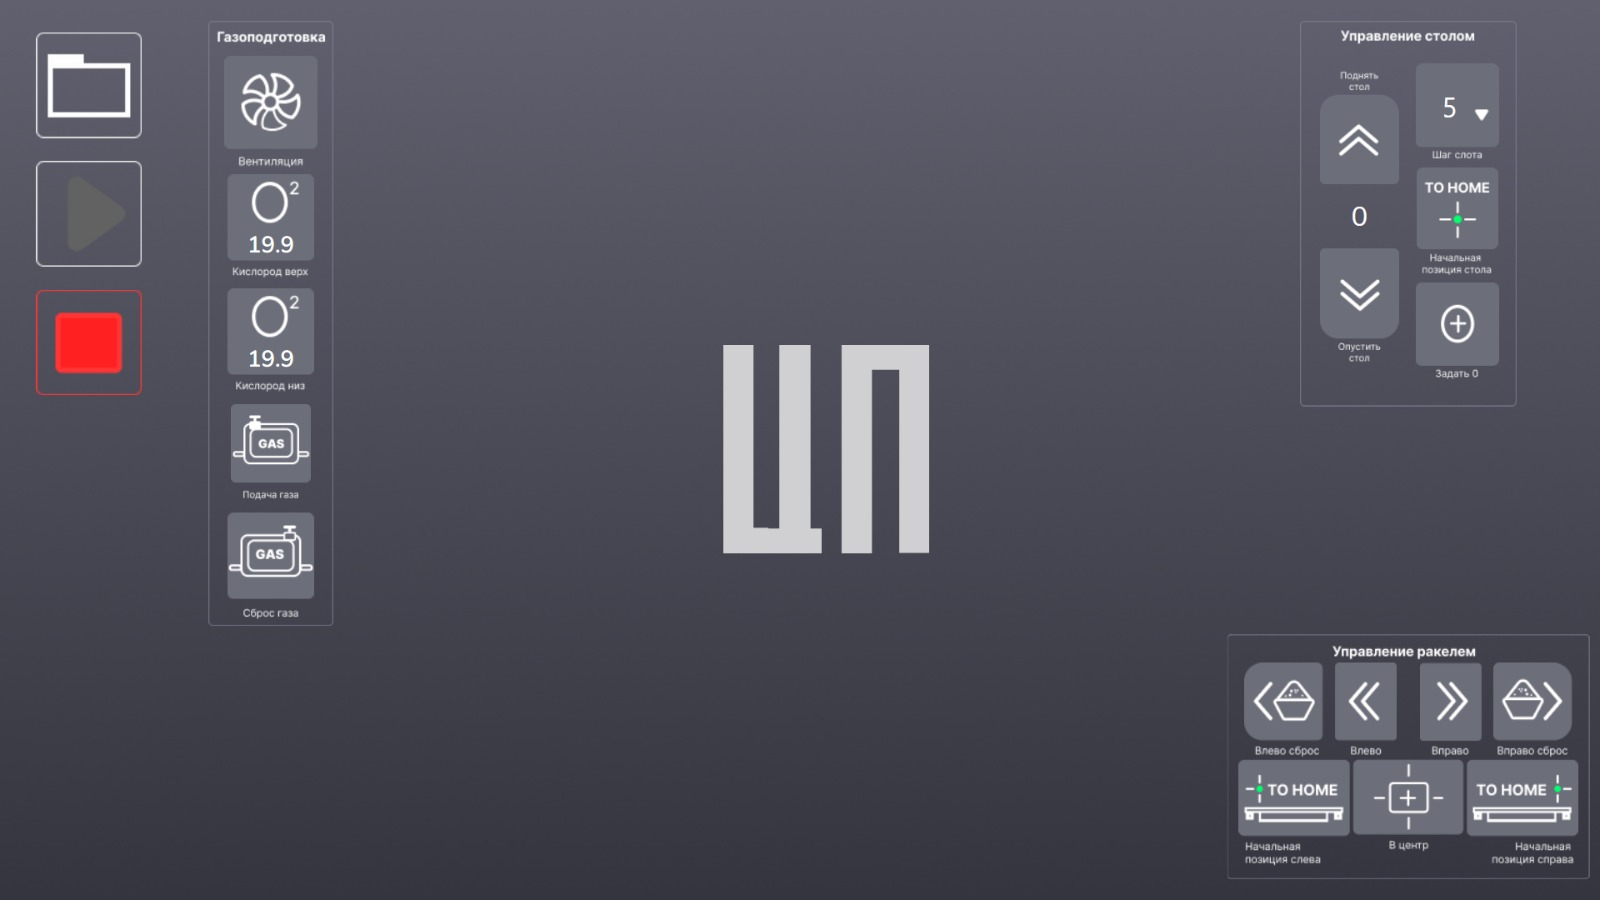 Газоподготовка
Вентиляция
O2
19.9
Кислород верх
O2
19.9
Кислород низ
GAS
Подача газа
GAS
Сброс газа
ЦП
Управление столом
Поднять
стол
5
Шаг слота
TO HOME
0
Начальная
позиция стола
Опустить
стол
Задать 0
Управление ракелем
Влево сброс
Влево
Вправо
Вправо сброс
TO HOME
TO HOME
Начальная
позиция слева
В центр
Начальная
позиция справа